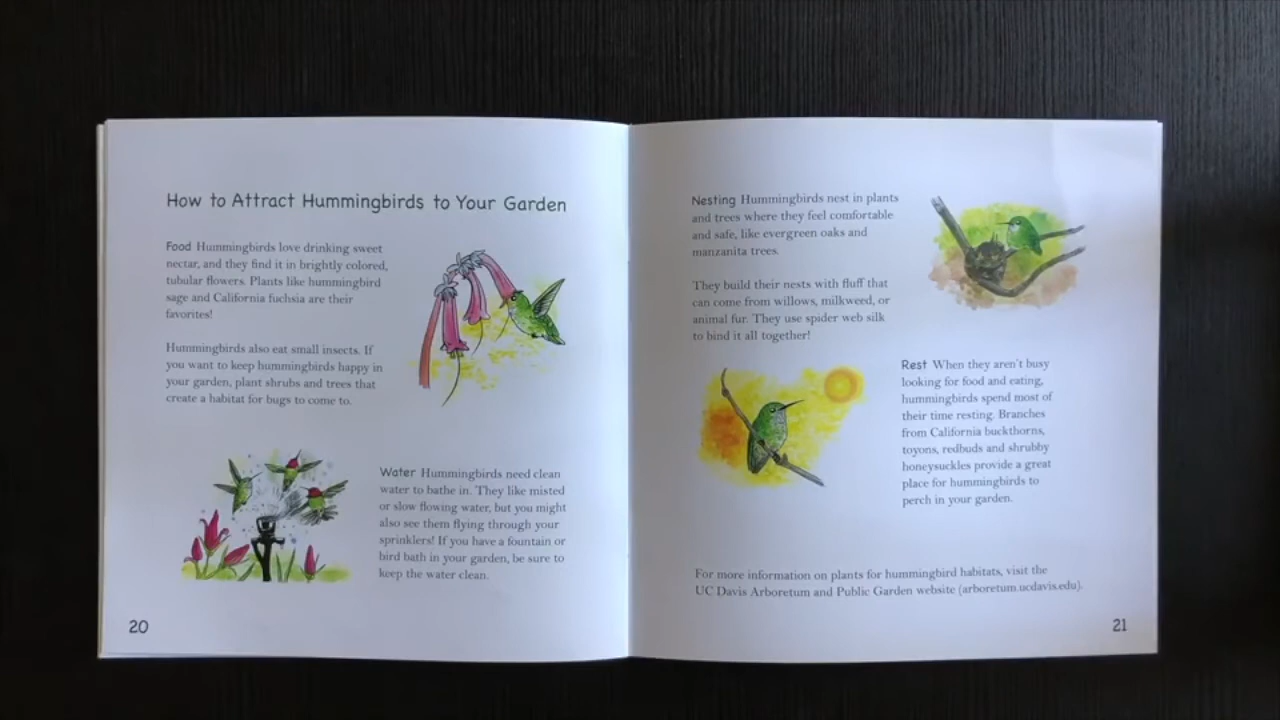 How to Attract Hummingbirds to Your Garden
Food Hummingbirds love drinking sweet
nectar, and they find it in brightly colored,
tubular flowers. Plants like hummingbird
sage and California fuchsia are their
favorites!
Hummingbirds also eat small insects. If
you want to keep hummingbirds happy in
your garden, plant shrubs and trees that
create a habitat for bugs to come to.
Water Hummingbirds need clean
water to bathe in. They like misted
or slow flowing water, but you might
also see them flying through your
sprinklers! If you have a fountain or
bird bath in your garden, be sure to
keep the water clean.
20
Nesting Hummingbirds nest in plants
and trees where they feel comfortable
and safe, like evergreen oaks and
manzanita trees.
They build their nests with fluff that
can come from willows, milkweed, or
animal fur. They use spider web silk
to bind it all together!
Rest When they aren't busy
looking for food and eating,
hummingbirds spend most of
their time resting. Branches
from California buckthorns,
toyons, redbuds and shrubby
honeysuckles provide a great
place for hummingbirds to
perch in your garden.
For more information on plants for hummingbird habitats, visit the
UC Davis Arboretum and Public Garden website (arboretum.ucdavis.edu).
21